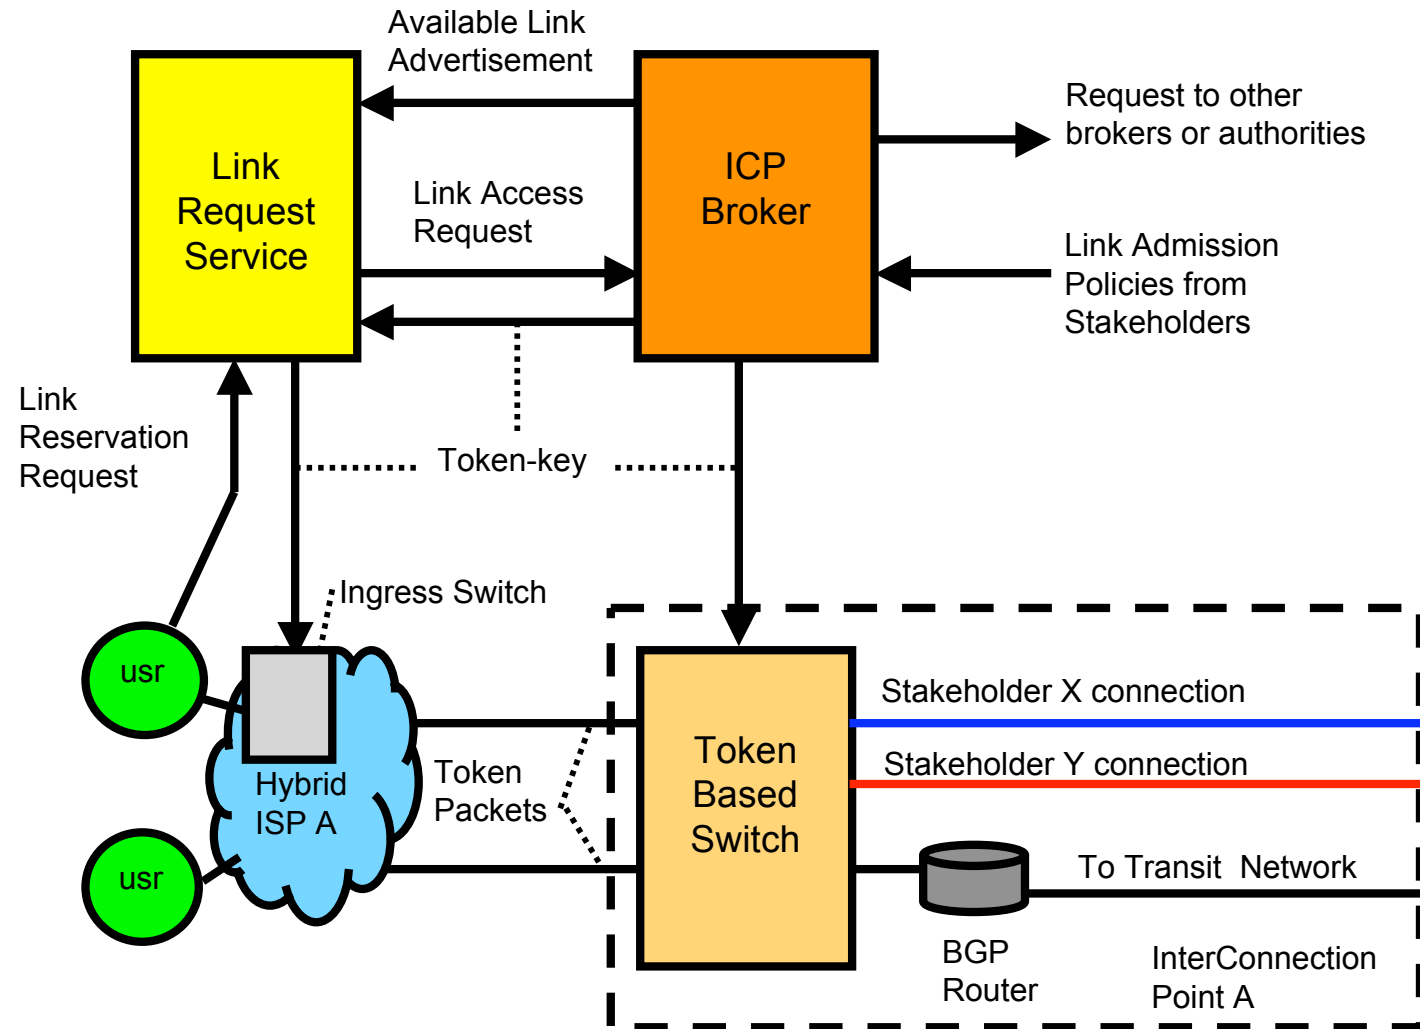 Available Link
Advertisement
Request to other
brokers or authorities
Link
Request
Service
ICP
Broker
Link Access
Request
Link Admission
Policies from
Stakeholders
Link
Reservation
Request
Token-key
Ingress Switch
usr
Stakeholder X connection
Stakeholder Y connection
Token
Based
Switch
Token
Packets
Hybrid
ISP A
usr
To Transit Network
BGP
Router
InterConnection
Point A